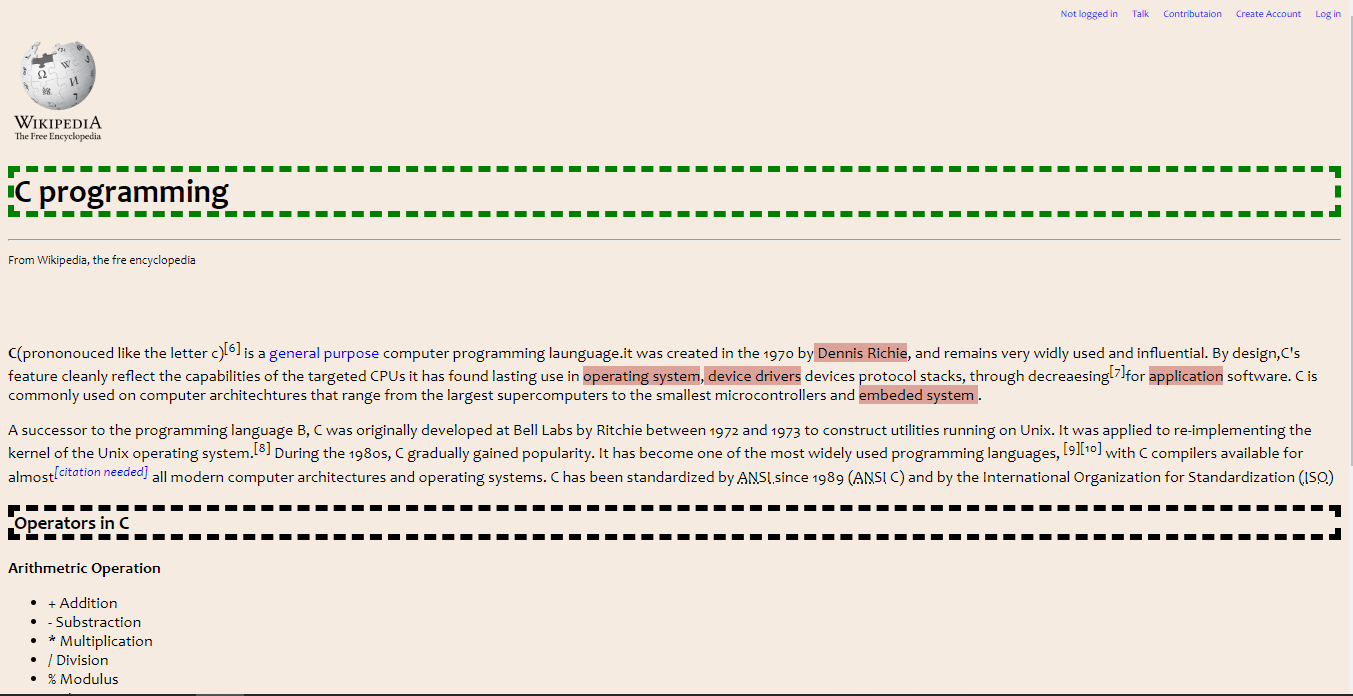 Not logged in Talk Contributaion Create Account Log in
WIKIPEDIA
The Free Encyclopedia
C programming
From Wikipedia, the fre encyclopedia
C(prononouced like the letter c)[6] is a general purpose computer programming launguage.it was created in the 1970 by Dennis Richie, and remains very widly used and influential. By design,C's
feature cleanly reflect the capabilities of the targeted CPUs it has found lasting use in operating system, device drivers devices protocol stacks, through decreaesing[7]for application software. C is
commonly used on computer architechtures that range from the largest supercomputers to the smallest microcontrollers and embeded system .
A successor to the programming language B, C was originally developed at Bell Labs by Ritchie between 1972 and 1973 to construct utilities running on Unix. It was applied to re-implementing the
kernel of the Unix operating system.[8] During the 1980s, C gradually gained popularity. It has become one of the most widely used programming languages, [9][10] with C compilers available for
almost[citation needed] all modern computer architectures and operating systems. C has been standardized by ANSI since 1989 (ANSI C) and by the International Organization for Standardization (ISO)
Operators in C
Arithmetric Operation
• + Addition
• - Substraction
• * Multiplication
• / Division
• % Modulus